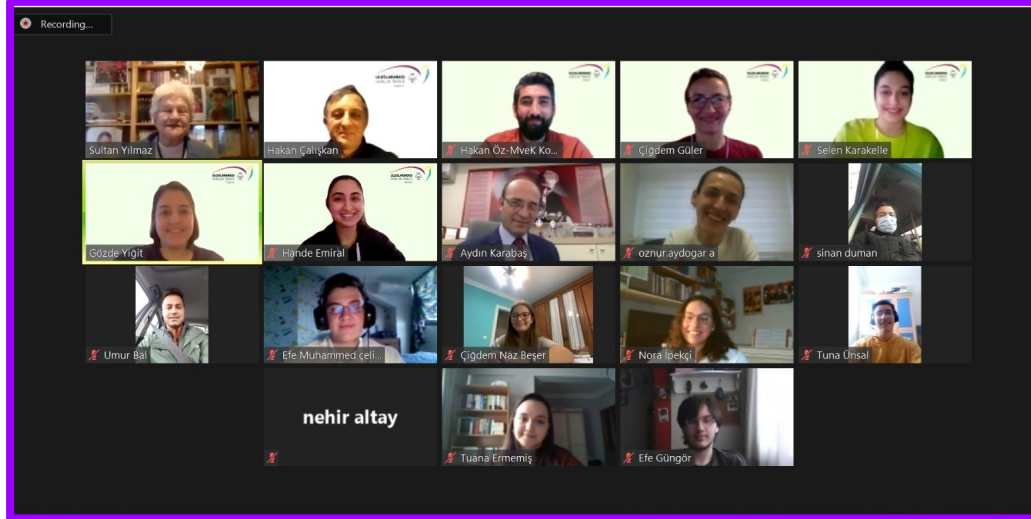 Recording...
Sultan Yılmaz
Hakan Çalışkan
Hakan Öz-MveK Ko...
Çiğdem Güler
Selen Karakelle
Gözde Yiğit
Hande Emiral
Aydın Karabaş
oznur.aydogar a
sinan duman
Umur Bal
Efe Muhammed çeli...
Çiğdem Naz Beşer
Nora İpekçi
Tuna Ünsal
nehir altay
Tuana Ermemiş
Efe Güngör